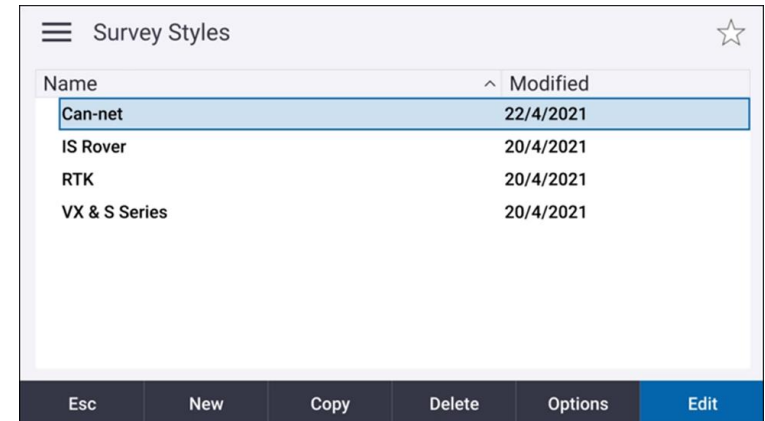 Survey Styles
Name Modified
Can-net 22/4/2021
IS Rover 20/4/2021
RTK 20/4/2021
VX & S Series 20/4/2021
Esc New Copy Delete Options Edit